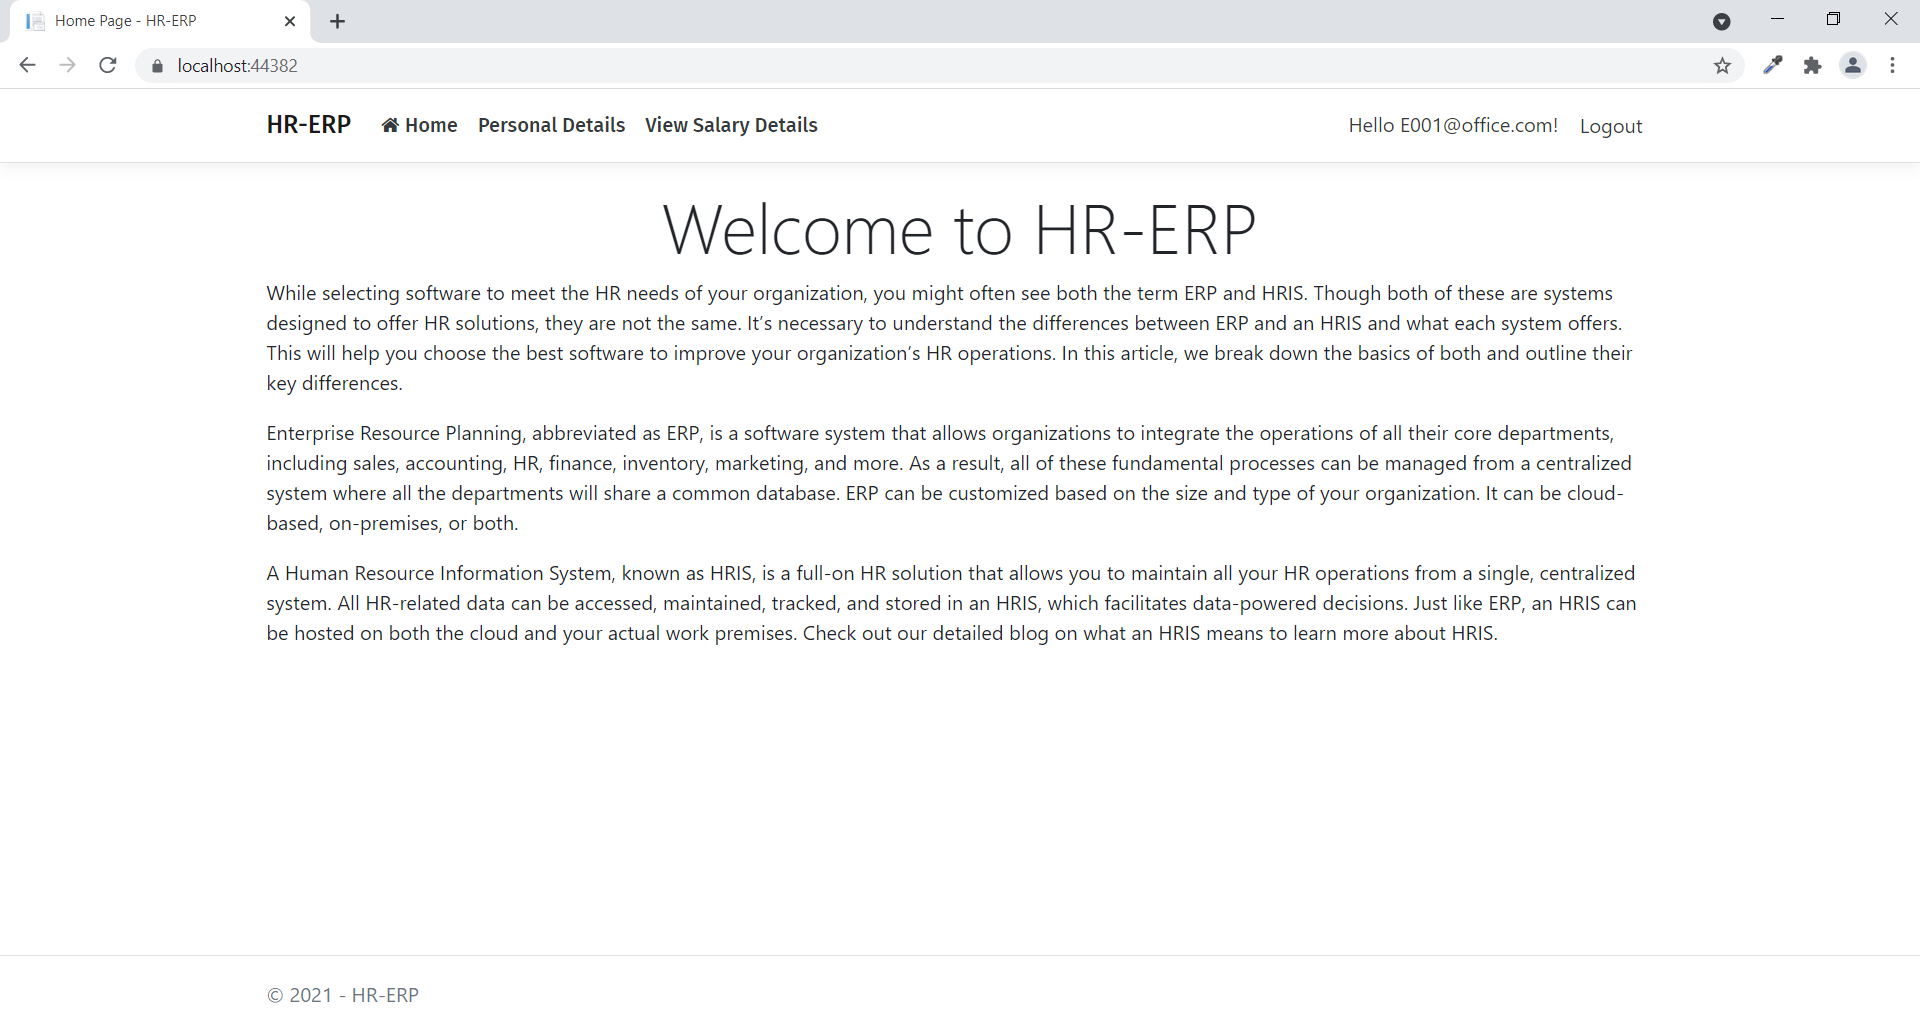 Home Page - HR-ERP
localhost:44382
HR-ERP Home Personal Details View Salary Details Hello E001@office.com! Logout
Welcome to HR-ERP
While selecting software to meet the HR needs of your organization, you might often see both the term ERP and HRIS. Though both of these are systems
designed to offer HR solutions, they are not the same. It’s necessary to understand the differences between ERP and an HRIS and what each system offers.
This will help you choose the best software to improve your organization’s HR operations. In this article, we break down the basics of both and outline their
key differences.
Enterprise Resource Planning, abbreviated as ERP, is a software system that allows organizations to integrate the operations of all their core departments,
including sales, accounting, HR, finance, inventory, marketing, and more. As a result, all of these fundamental processes can be managed from a centralized
system where all the departments will share a common database. ERP can be customized based on the size and type of your organization. It can be cloud-
based, on-premises, or both.
A Human Resource Information System, known as HRIS, is a full-on HR solution that allows you to maintain all your HR operations from a single, centralized
system. All HR-related data can be accessed, maintained, tracked, and stored in an HRIS, which facilitates data-powered decisions. Just like ERP, an HRIS can
be hosted on both the cloud and your actual work premises. Check out our detailed blog on what an HRIS means to learn more about HRIS.
© 2021 - HR-ERP